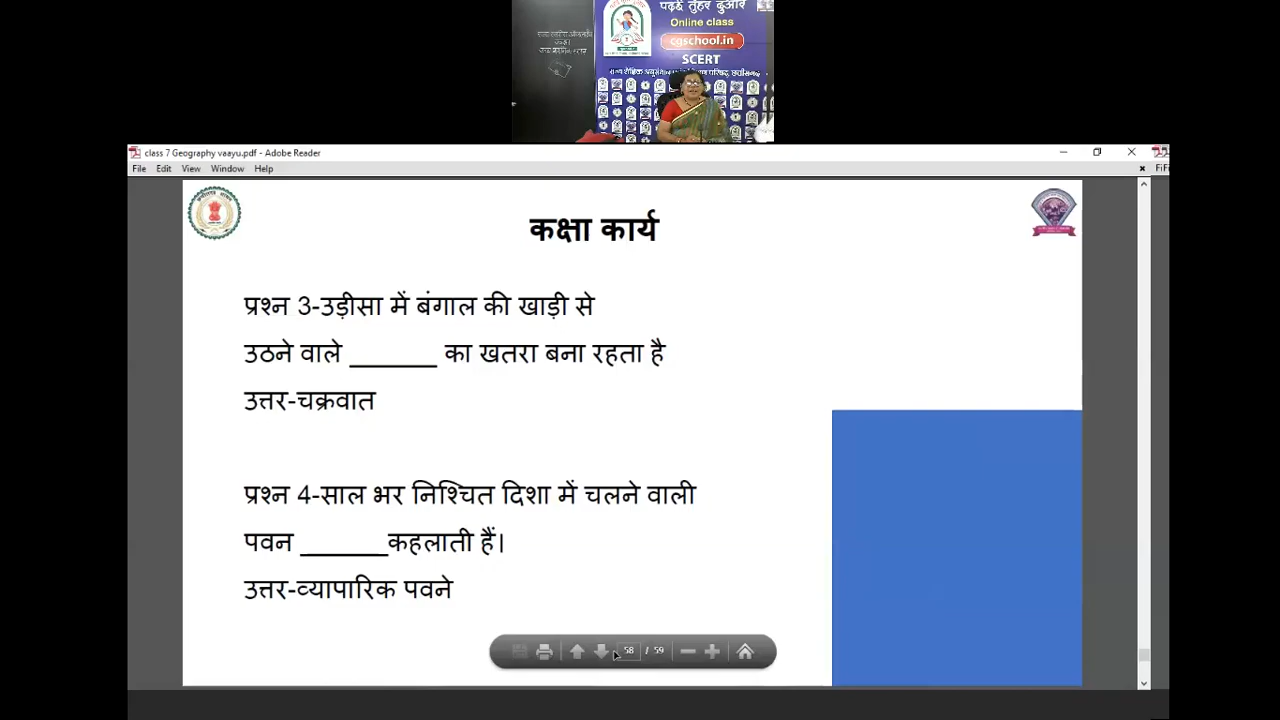 पढ़ई तुंहर दुआर
Online class
cgschool.in
SCERT
class 7 Geography vaayu.pdf - Adobe Reader
File Edit View Window Help
कक्षा कार्य
प्रश्न 3-उड़ीसा में बंगाल की खाड़ी से
उठने वाले ______ का खतरा बना रहता है
उत्तर-चक्रवात
प्रश्न 4-साल भर निश्चित दिशा में चलने वाली
पवन ______कहलाती हैं।
उत्तर-व्यापारिक पवने
58 / 59